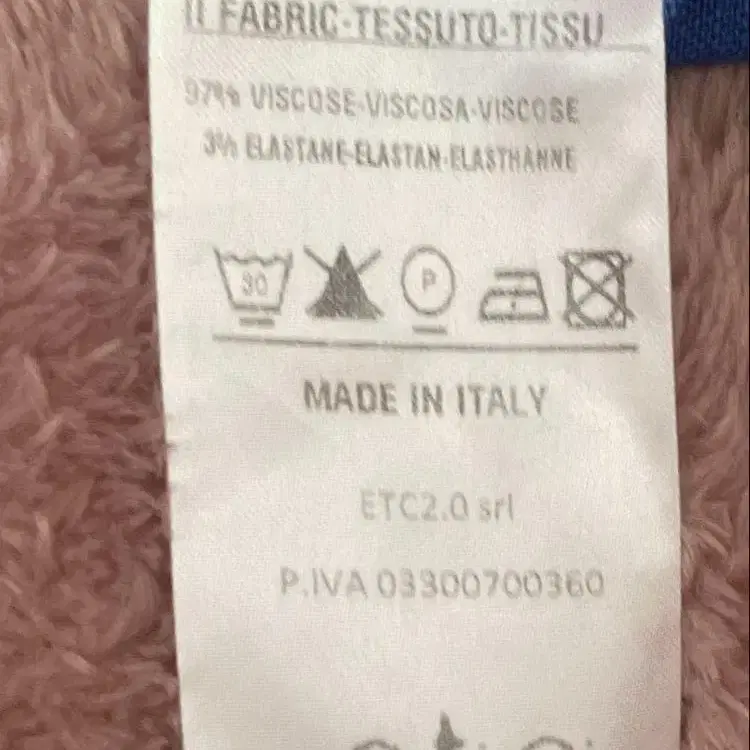 FABRIC-TESSUTO-TISSU
97% VISCOSE-VISCOSA-VISCOSE
3% ELASTANE-ELASTAN-ELASTHANNE
30 P
MADE IN ITALY
ETC2.0 srl
P.IVA 03300700360